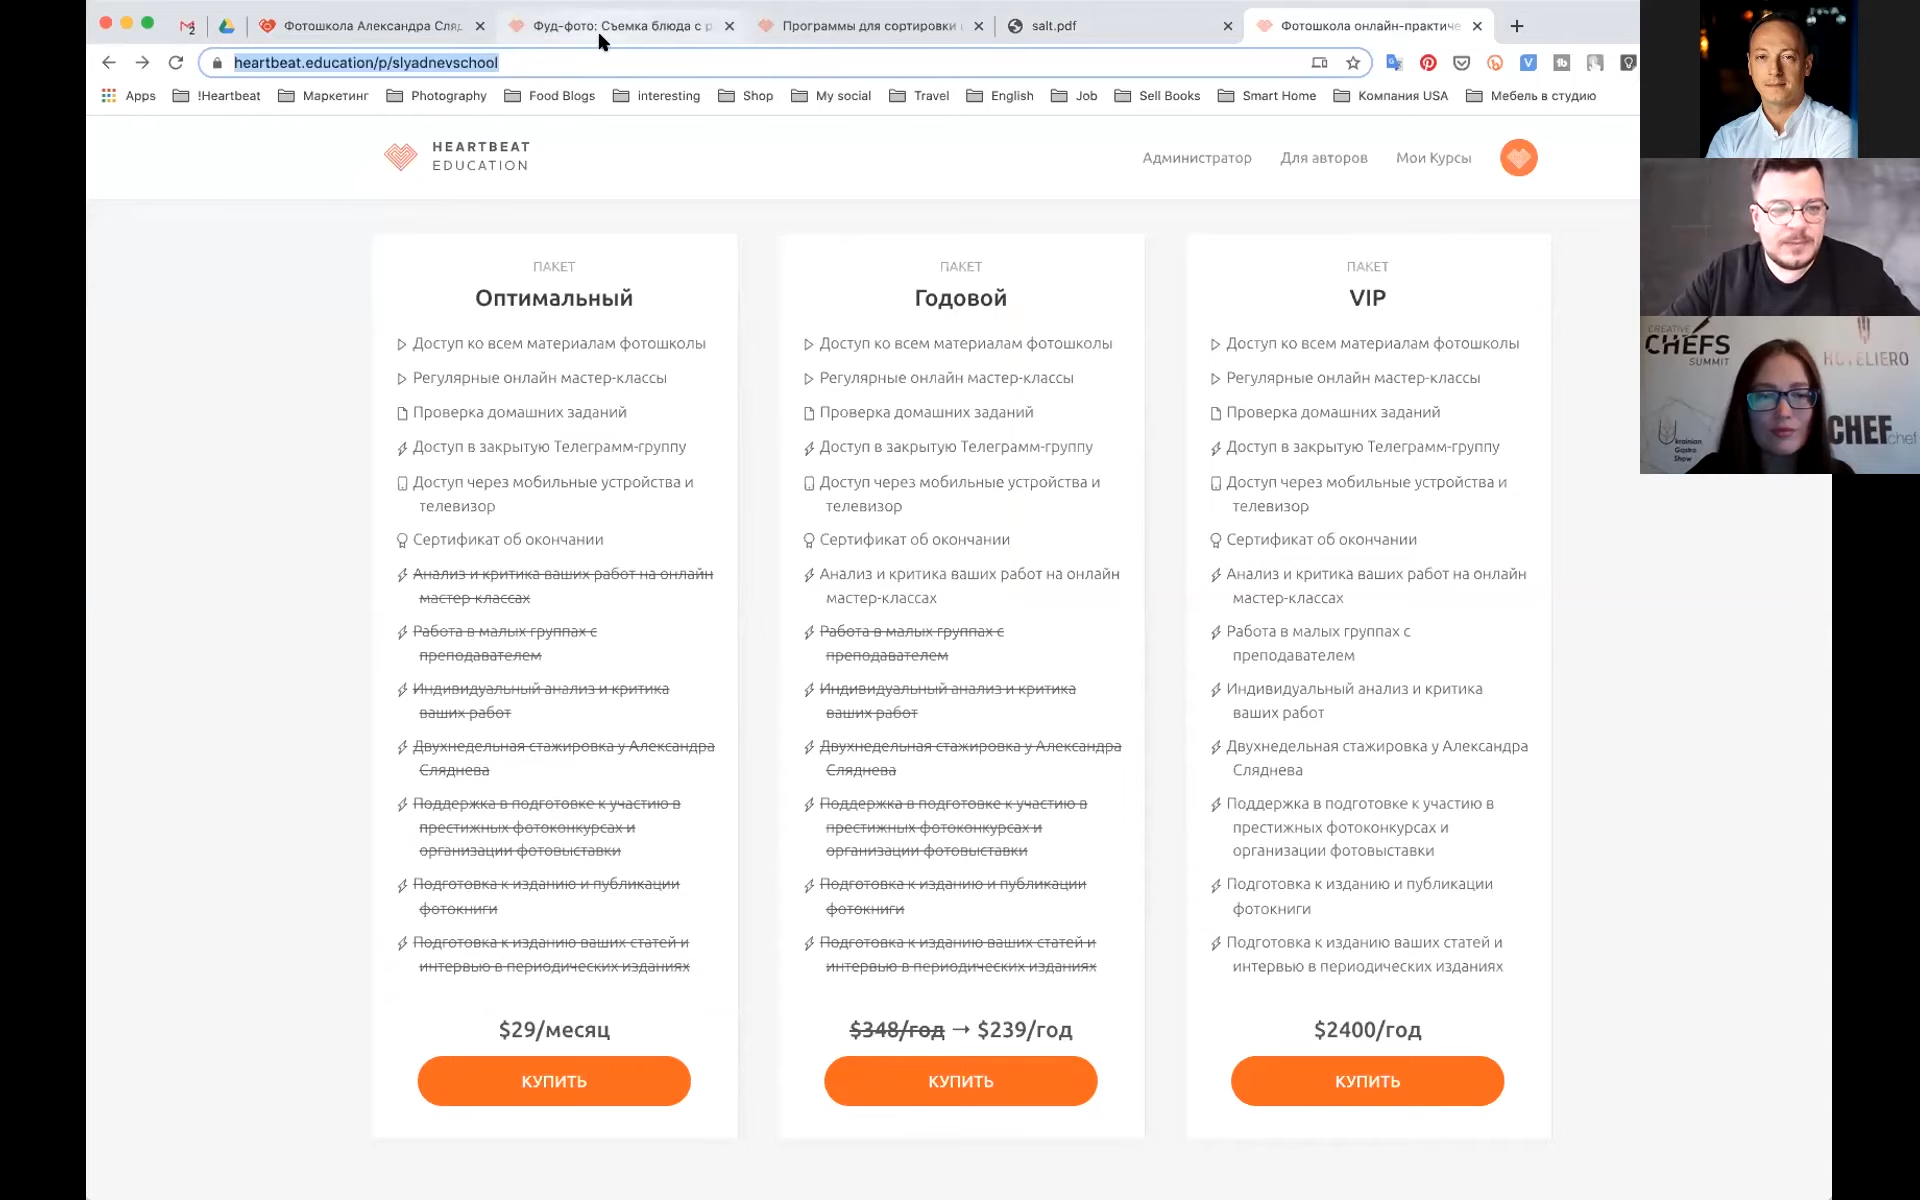 Фотошкола Александра Сляд
Фуд-фото: Съемка блюда с р
Программы для сортировки
salt.pdf
Фотошкола онлайн-практиче
heartbeat.education/p/slyadnevschool
Apps
!Heartbeat
Маркетинг
Photography
Food Blogs
interesting
Shop
My social
Travel
English
Job
Sell Books
Smart Home
Компания USA
Мебель в студию
HEARTBEAT
EDUCATION
Администратор
Для авторов
Мои Курсы
ПАКЕТ
Оптимальный
Доступ ко всем материалам фотошколы
Регулярные онлайн мастер-классы
Проверка домашних заданий
Доступ в закрытую Телеграмм-группу
Доступ через мобильные устройства и
телевизор
Сертификат об окончании
Анализ и критика ваших работ на онлайн
мастер-классах
Работа в малых группах с
преподавателем
Индивидуальный анализ и критика
ваших работ
Двухнедельная стажировка у Александра
Сляднева
Поддержка в подготовке к участию в
престижных фотоконкурсах и
организации фотовыставки
Подготовка к изданию и публикации
фотокниги
Подготовка к изданию ваших статей и
интервью в периодических изданиях
$29/месяц
КУПИТЬ
ПАКЕТ
Годовой
Доступ ко всем материалам фотошколы
Регулярные онлайн мастер-классы
Проверка домашних заданий
Доступ в закрытую Телеграмм-группу
Доступ через мобильные устройства и
телевизор
Сертификат об окончании
Анализ и критика ваших работ на онлайн
мастер-классах
Работа в малых группах с
преподавателем
Индивидуальный анализ и критика
ваших работ
Двухнедельная стажировка у Александра
Сляднева
Поддержка в подготовке к участию в
престижных фотоконкурсах и
организации фотовыставки
Подготовка к изданию и публикации
фотокниги
Подготовка к изданию ваших статей и
интервью в периодических изданиях
$348/год → $239/год
КУПИТЬ
ПАКЕТ
VIP
Доступ ко всем материалам фотошколы
Регулярные онлайн мастер-классы
Проверка домашних заданий
Доступ в закрытую Телеграмм-группу
Доступ через мобильные устройства и
телевизор
Сертификат об окончании
Анализ и критика ваших работ на онлайн
мастер-классах
Работа в малых группах с
преподавателем
Индивидуальный анализ и критика
ваших работ
Двухнедельная стажировка у Александра
Сляднева
Поддержка в подготовке к участию в
престижных фотоконкурсах и
организации фотовыставки
Подготовка к изданию и публикации
фотокниги
Подготовка к изданию ваших статей и
интервью в периодических изданиях
$2400/год
КУПИТЬ
CREATIVE
CHEFS
SUMMIT
HOTELIERO
Ukrainian
Gastro
Show
CHEF
chef